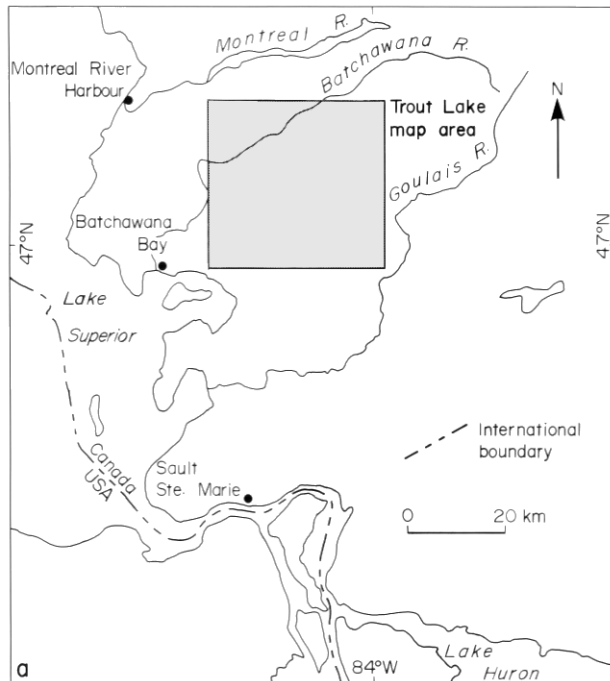 Montreal R.
Montreal River
Harbour
Batchawana R.
Trout Lake
map area
N
Goulais R.
Batchawana
Bay
47°N
47°N
Lake
Superior
International
boundary
Canada
USA
Sault
Ste. Marie
0 20 km
a
84°W
Lake
Huron